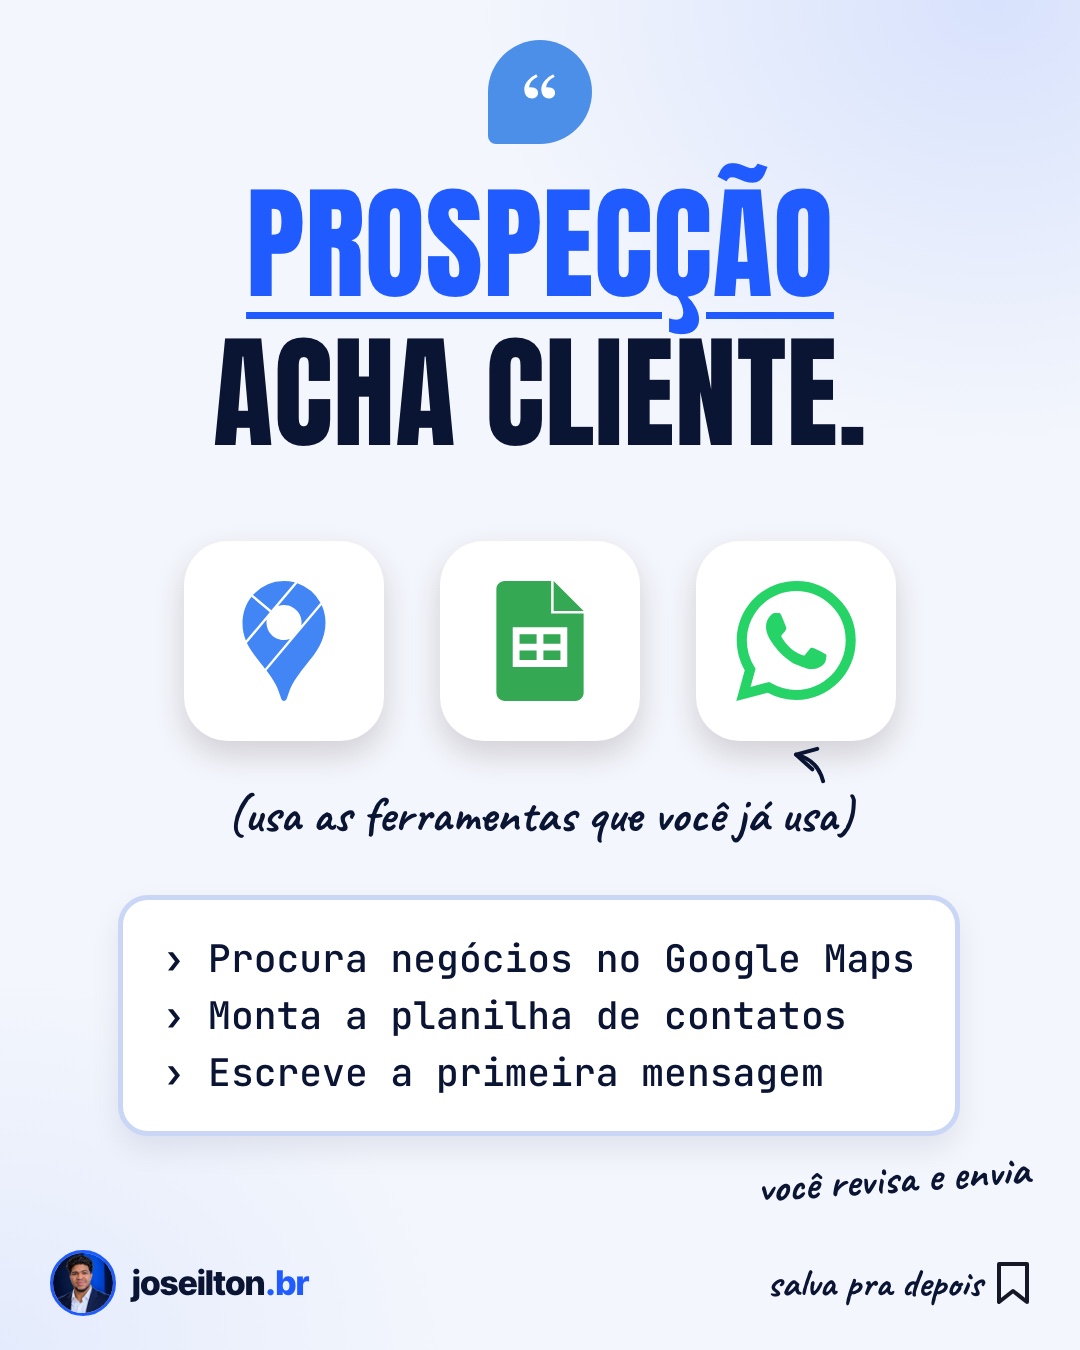 “
PROSPECÇÃO
ACHA CLIENTE.
(usa as ferramentas que você já usa)
› Procura negócios no Google Maps
› Monta a planilha de contatos
› Escreve a primeira mensagem
você revisa e envia
joseilton.br
salva pra depois